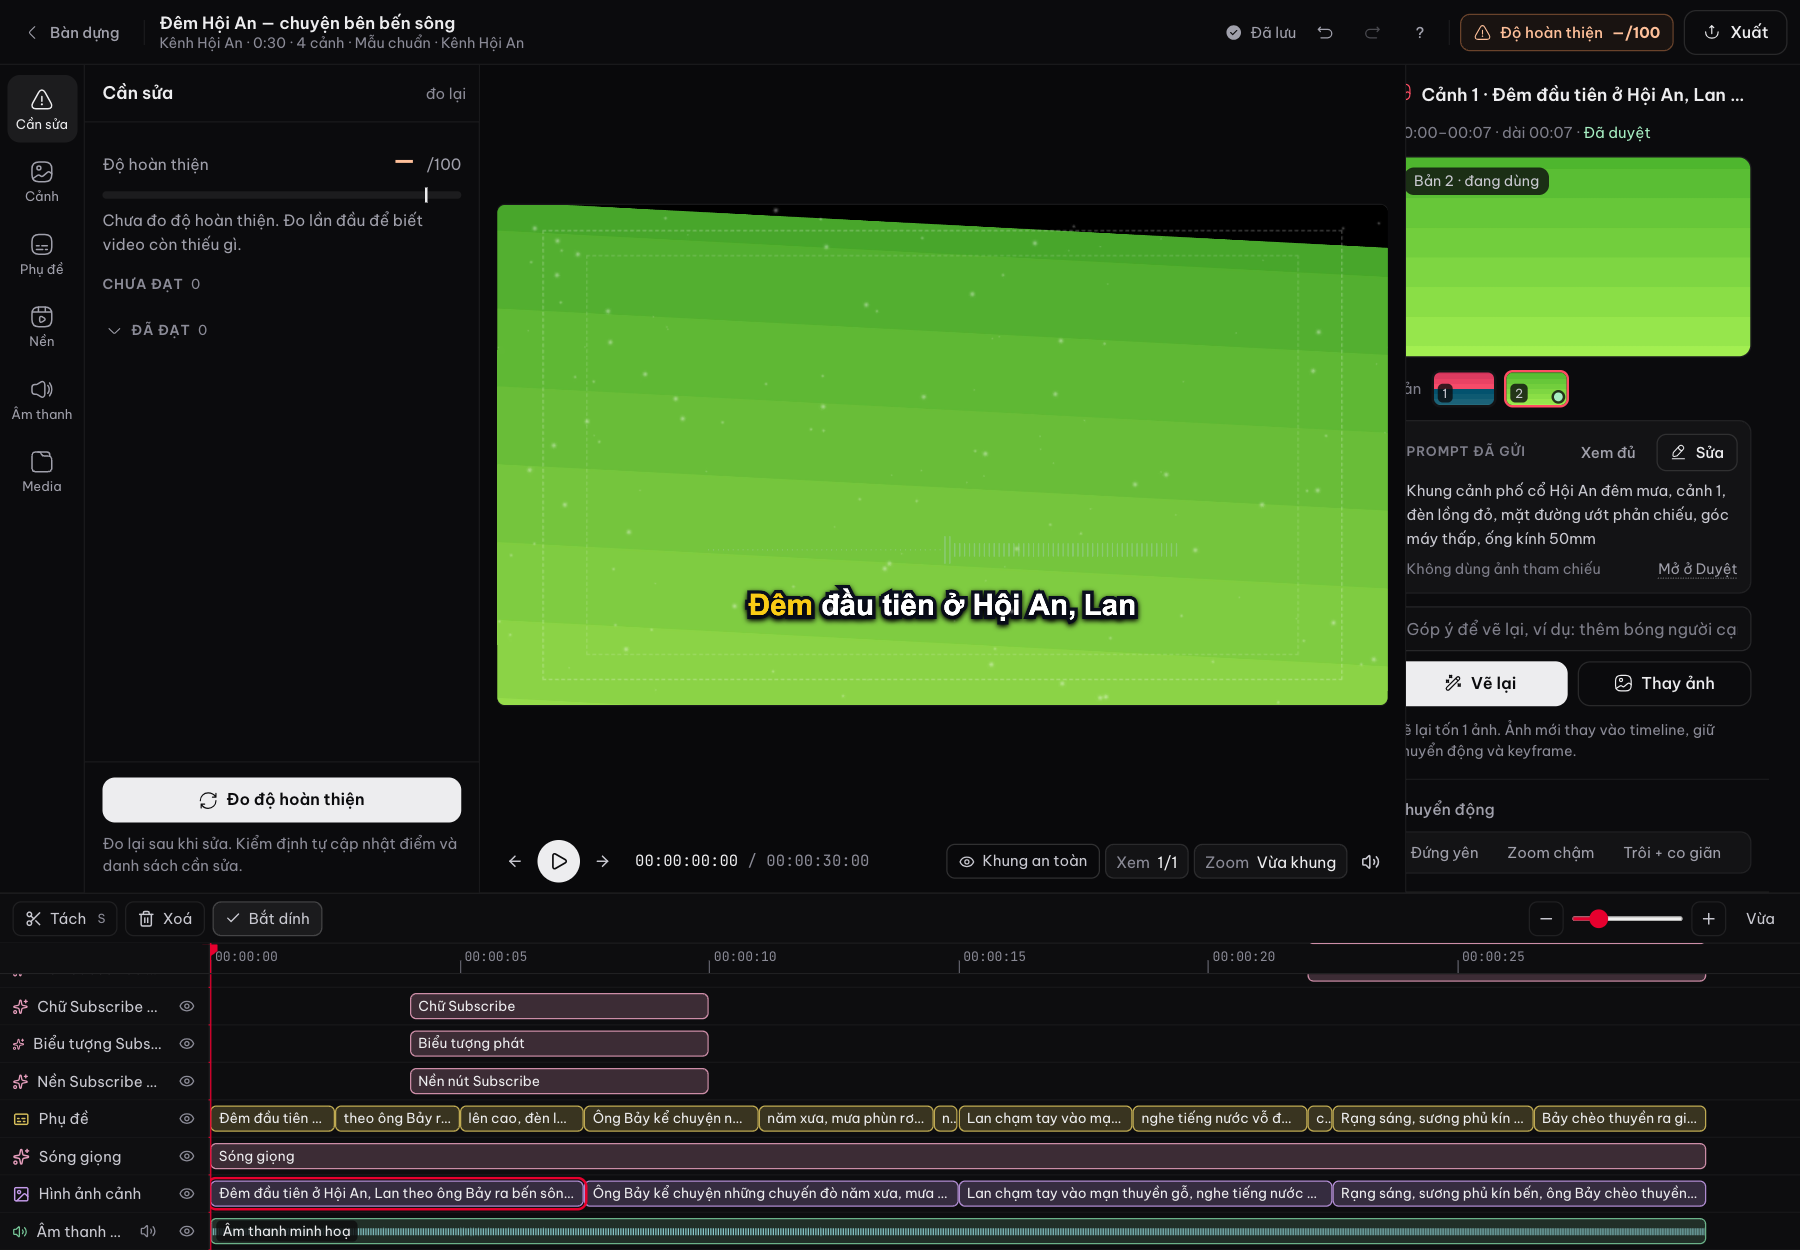 Bàn dựng
Đêm Hội An — chuyện bên bến sông
Kênh Hội An · 0:30 · 4 cảnh · Mẫu chuẩn · Kênh Hội An
Đã lưu
?
Độ hoàn thiện –/100
Xuất
Cần sửa
Cảnh
Phụ đề
Nền
Âm thanh
Media
Cần sửa
đo lại
Độ hoàn thiện
– /100
Chưa đo độ hoàn thiện. Đo lần đầu để biết
video còn thiếu gì.
CHƯA ĐẠT 0
ĐÃ ĐẠT 0
Đo độ hoàn thiện
Đo lại sau khi sửa. Kiểm định tự cập nhật điểm và
danh sách cần sửa.
Đêm đầu tiên ở Hội An, Lan
00:00:00:00 / 00:00:30:00
Khung an toàn
Xem 1/1
Zoom Vừa khung
Cảnh 1 · Đêm đầu tiên ở Hội An, Lan ...
0:00–00:07 · dài 00:07 · Đã duyệt
Bản 2 · đang dùng
ản
1
2
PROMPT ĐÃ GỬI
Xem đủ
Sửa
Khung cảnh phố cổ Hội An đêm mưa, cảnh 1,
đèn lồng đỏ, mặt đường ướt phản chiếu, góc
máy thấp, ống kính 50mm
Không dùng ảnh tham chiếu
Mở ở Duyệt
Góp ý để vẽ lại, ví dụ: thêm bóng người cạ
Vẽ lại
Thay ảnh
ẽ lại tốn 1 ảnh. Ảnh mới thay vào timeline, giữ
huyển động và keyframe.
huyển động
Đứng yên
Zoom chậm
Trôi + co giãn
Tách S
Xoá
Bắt dính
Vừa
00:00:00
00:00:05
00:00:10
00:00:15
00:00:20
00:00:25
Chữ Subscribe ...
Chữ Subscribe
Biểu tượng Subs...
Biểu tượng phát
Nền Subscribe ...
Nền nút Subscribe
Phụ đề
Đêm đầu tiên ...
theo ông Bảy r...
lên cao, đèn l...
Ông Bảy kể chuyện n...
năm xưa, mưa phùn rơ...
n..
Lan chạm tay vào mạ...
nghe tiếng nước vỗ đ...
c..
Rạng sáng, sương phủ kín ...
Bảy chèo thuyền ra gi...
Sóng giọng
Sóng giọng
Hình ảnh cảnh
Đêm đầu tiên ở Hội An, Lan theo ông Bảy ra bến sôn...
Ông Bảy kể chuyện những chuyến đò năm xưa, mưa ...
Lan chạm tay vào mạn thuyền gỗ, nghe tiếng nước ...
Rạng sáng, sương phủ kín bến, ông Bảy chèo thuyền...
Âm thanh ...
Âm thanh minh hoạ